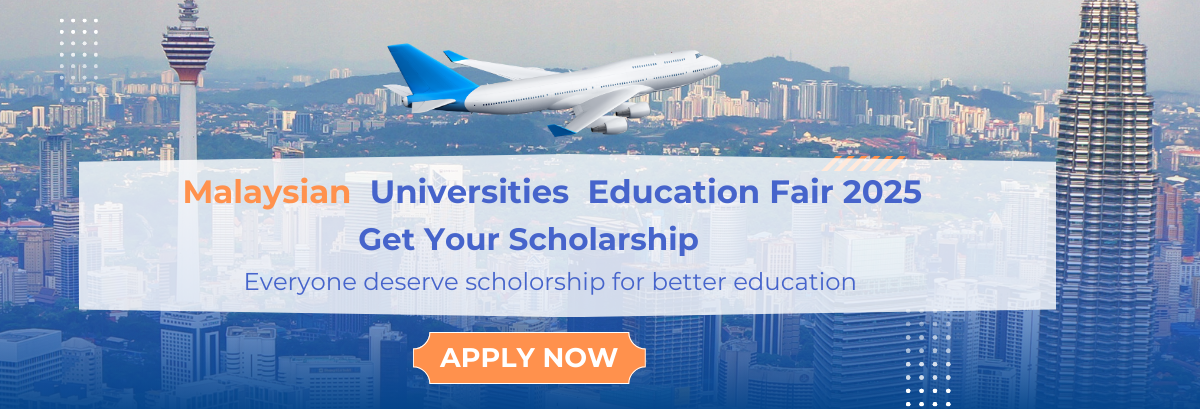 Malaysian Universities Education Fair 2025
Get Your Scholarship
Everyone deserve scholorship for better education
APPLY NOW